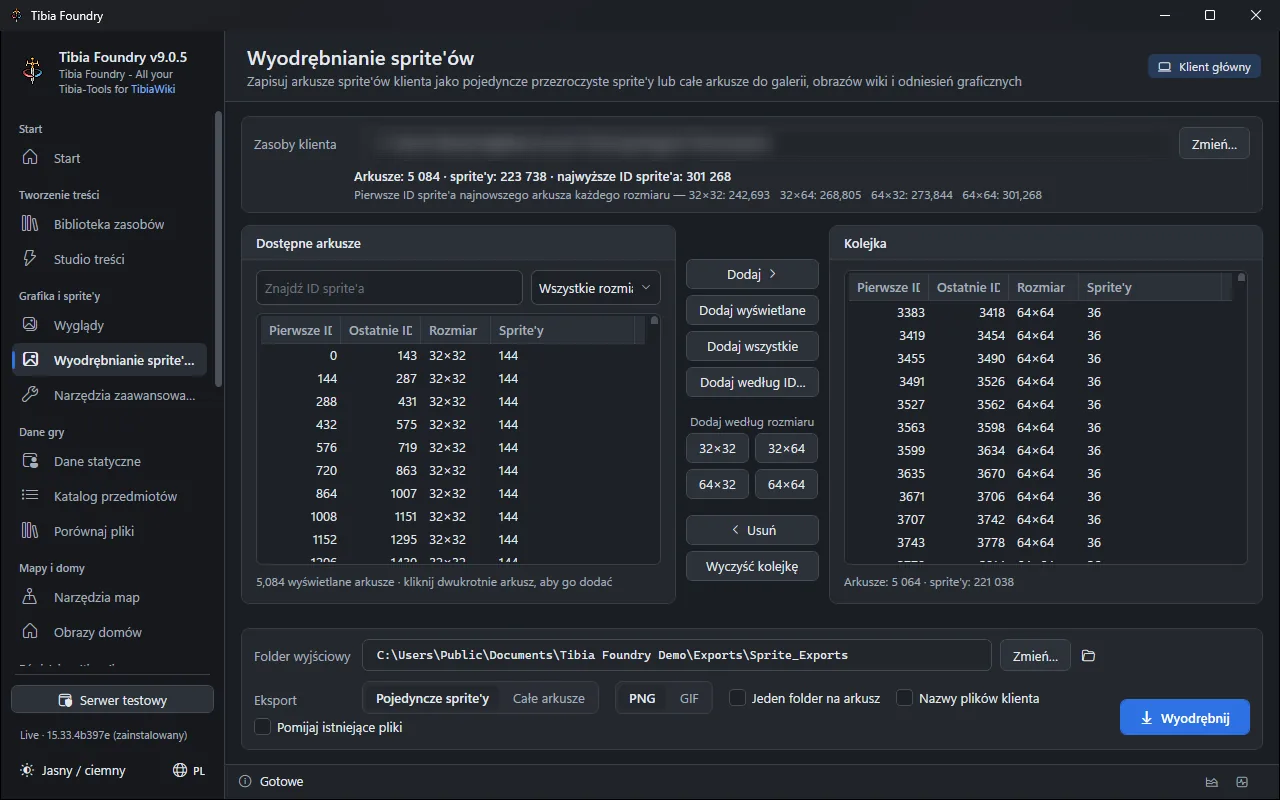 Tibia Foundry
Tibia Foundry v9.0.5
Tibia Foundry - All your
Tibia-Tools for TibiaWiki
Start
Start
Tworzenie treści
Biblioteka zasobów
Studio treści
Grafika i sprite'y
Wyglądy
Wyodrębnianie sprite'...
Narzędzia zaawansowa...
Dane gry
Dane statyczne
Katalog przedmiotów
Porównaj pliki
Mapy i domy
Narzędzia map
Obrazy domów
Serwer testowy
Live · 15.33.4b397e (zainstalowany)
Jasny / ciemny PL
Wyodrębnianie sprite'ów
Zapisuj arkusze sprite'ów klienta jako pojedyncze przezroczyste sprite'y lub całe arkusze do galerii, obrazów wiki i odniesień graficznych
Klient główny
Zasoby klienta
Zmień...
Arkusze: 5 084 · sprite'y: 223 738 · najwyższe ID sprite'a: 301 268
Pierwsze ID sprite'a najnowszego arkusza każdego rozmiaru — 32×32: 242,693 32×64: 268,805 64×32: 273,844 64×64: 301,268
Dostępne arkusze
Znajdź ID sprite'a Wszystkie rozmia
Pierwsze ID Ostatnie ID Rozmiar Sprite'y
0 143 32×32 144
144 287 32×32 144
288 431 32×32 144
432 575 32×32 144
576 719 32×32 144
720 863 32×32 144
864 1007 32×32 144
1008 1151 32×32 144
1152 1295 32×32 144
1296 1439 32×32 144
5,084 wyświetlane arkusze · kliknij dwukrotnie arkusz, aby go dodać
Dodaj
Dodaj wyświetlane
Dodaj wszystkie
Dodaj według ID...
Dodaj według rozmiaru
32×32 32×64
64×32 64×64
Usuń
Wyczyść kolejkę
Kolejka
Pierwsze ID Ostatnie ID Rozmiar Sprite'y
3383 3418 64×64 36
3419 3454 64×64 36
3455 3490 64×64 36
3491 3526 64×64 36
3527 3562 64×64 36
3563 3598 64×64 36
3599 3634 64×64 36
3635 3670 64×64 36
3671 3706 64×64 36
3707 3742 64×64 36
3743 3778 64×64 36
Arkusze: 5 064 · sprite'y: 221 038
Folder wyjściowy C:\Users\Public\Documents\Tibia Foundry Demo\Exports\Sprite_Exports Zmień...
Eksport Pojedyncze sprite'y Całe arkusze PNG GIF Jeden folder na arkusz Nazwy plików klienta
Pomijaj istniejące pliki
Wyodrębnij
Gotowe